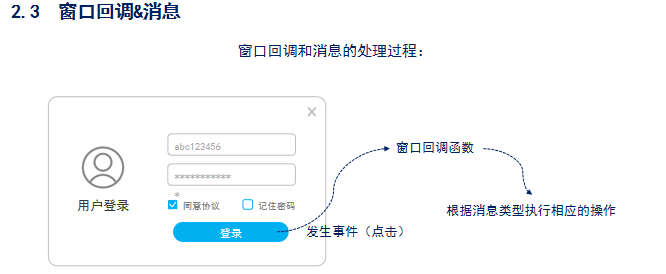 2.3 窗口回调&消息
窗口回调和消息的处理过程：
abc123456
***********
*
同意协议
记住密码
用户登录
登录
发生事件（点击）
窗口回调函数
根据消息类型执行相应的操作